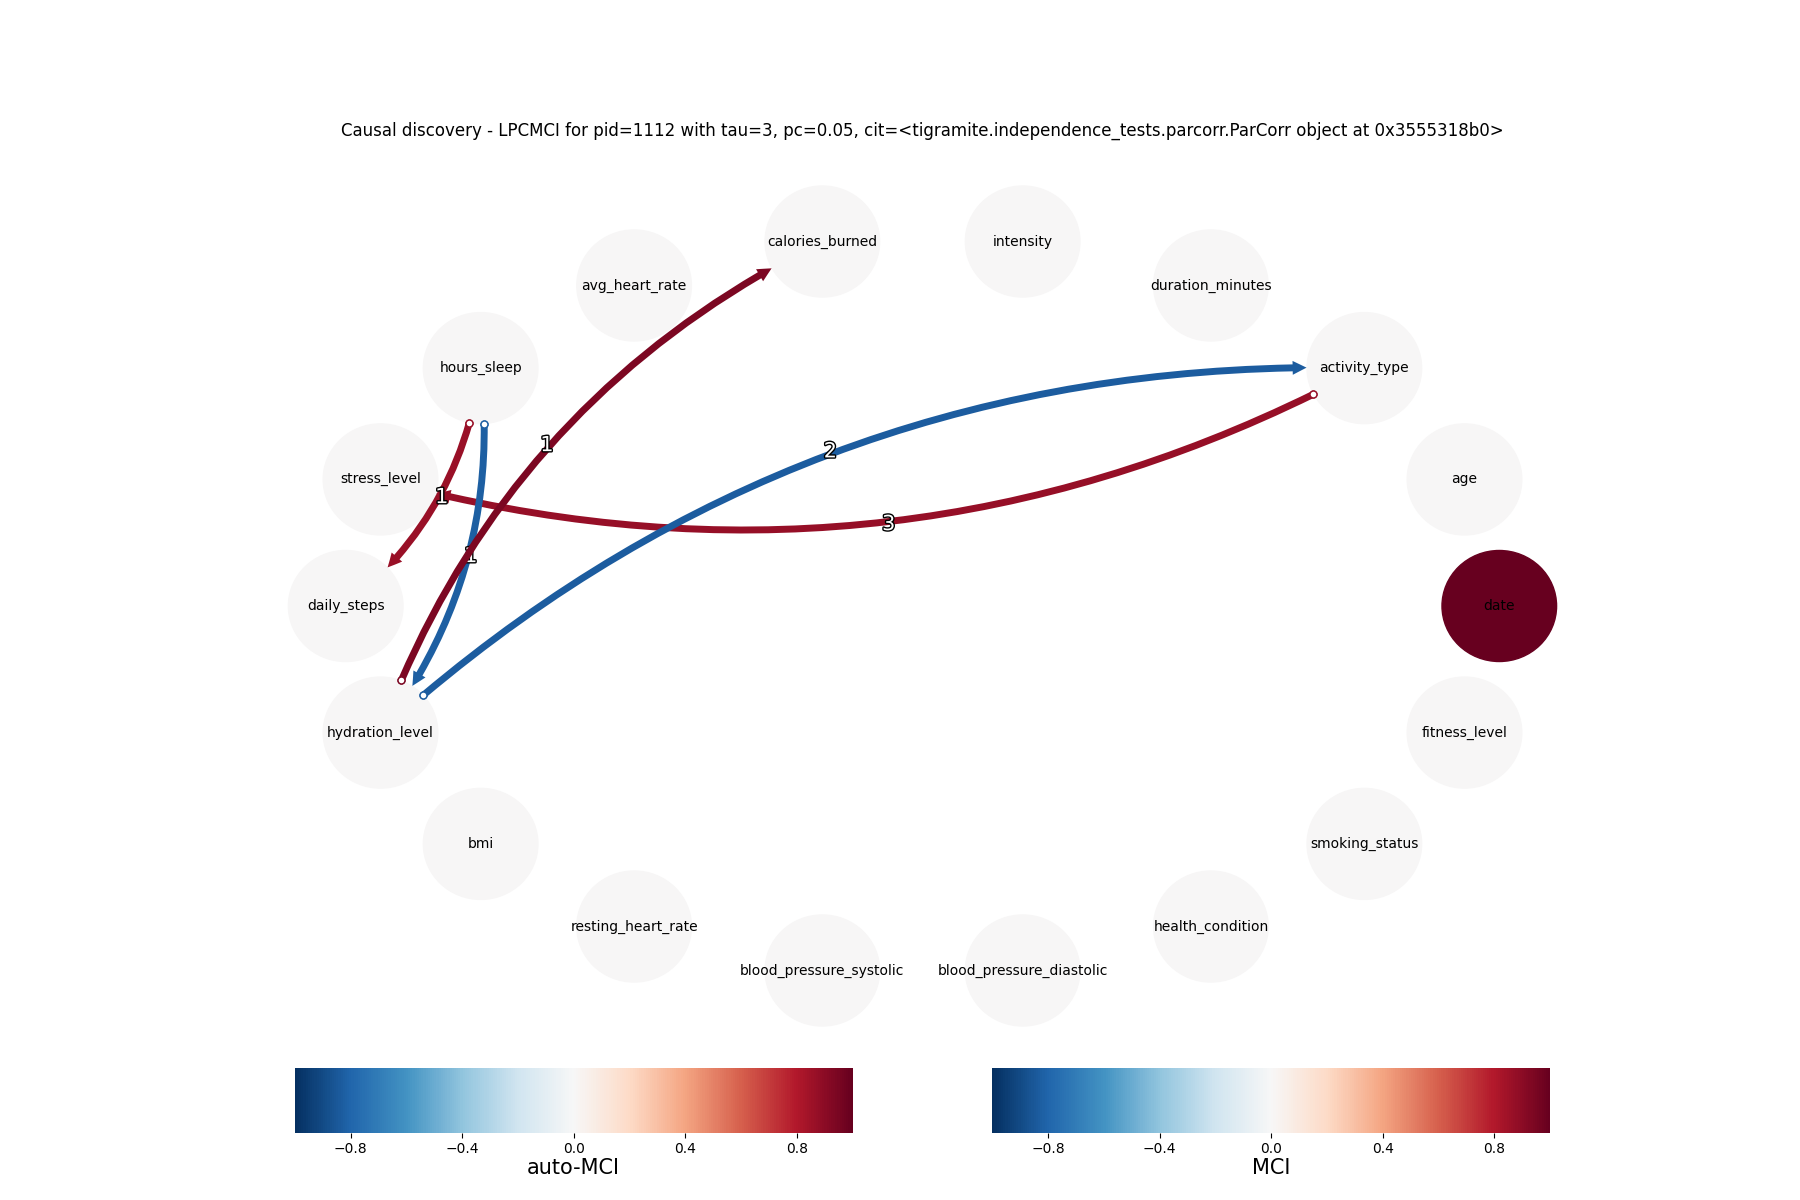 Causal discovery - LPCMCI for pid=1112 with tau=3, pc=0.05, cit=<tigramite.independence_tests.parcorr.ParCorr object at 0x3555318b0>
calories_burned
intensity
avg_heart_rate
duration_minutes
hours_sleep
activity_type
1
2
stress_level
age
1
3
1
daily_steps
date
hydration_level
fitness_level
bmi
smoking_status
resting_heart_rate
health_condition
blood_pressure_systolic
blood_pressure_diastolic
−0.8 −0.4 0.0 0.4 0.8
auto-MCI
−0.8 −0.4 0.0 0.4 0.8
MCI